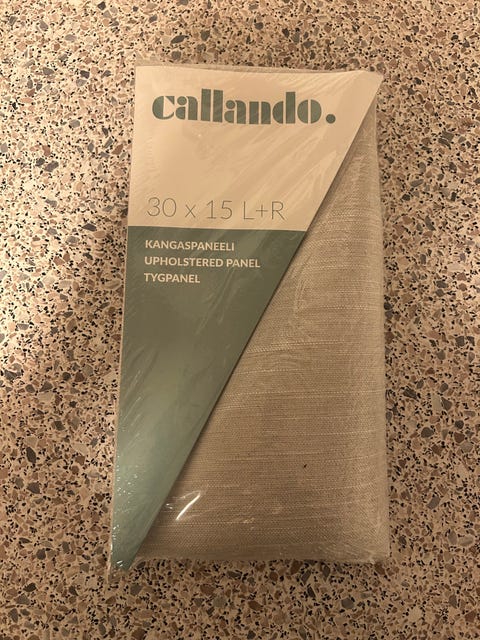 callando.
30 x 15 L+R
KANGASPANEELI
UPHOLSTERED PANEL
TYGPANEL